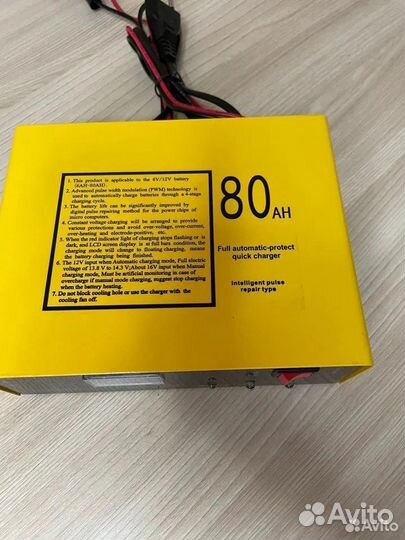 1. This product is applicable to the 6V/12V battery
(6AH-80AH)
2. Advanced pulse width modulation (PWM) technology is
used to automatically charge batteries through a 4-stage
charging cycle.
3. The battery life can be significantly improved by
digital pulse repairing method for the power chips of
micro computers.
4. Constant voltage charging will be arranged to provide
various protections and avoid over-voltage, over-current,
over-heating and electrode-positive, etc.
5. When the red indicator light of charging stops flashing or is
dark, and LCD screen display is at full bars condition, the
charging mode will change to floating charging, means
the battery charging being finished.
6. The 12V input when Automatic charging mode, Full electric
voltage of 13.8 V to 14.3 V;About 16V input when Manual
charging mode, Must be artificial monitoring in case of
overcharge if manual mode charging, suggest stop charging
when the battery heating.
7. Do not block cooling hole or use the charger with the
cooling fan off.
80AH
Full automatic-protect
quick charger
Intelligent pulse
repair type
Avito